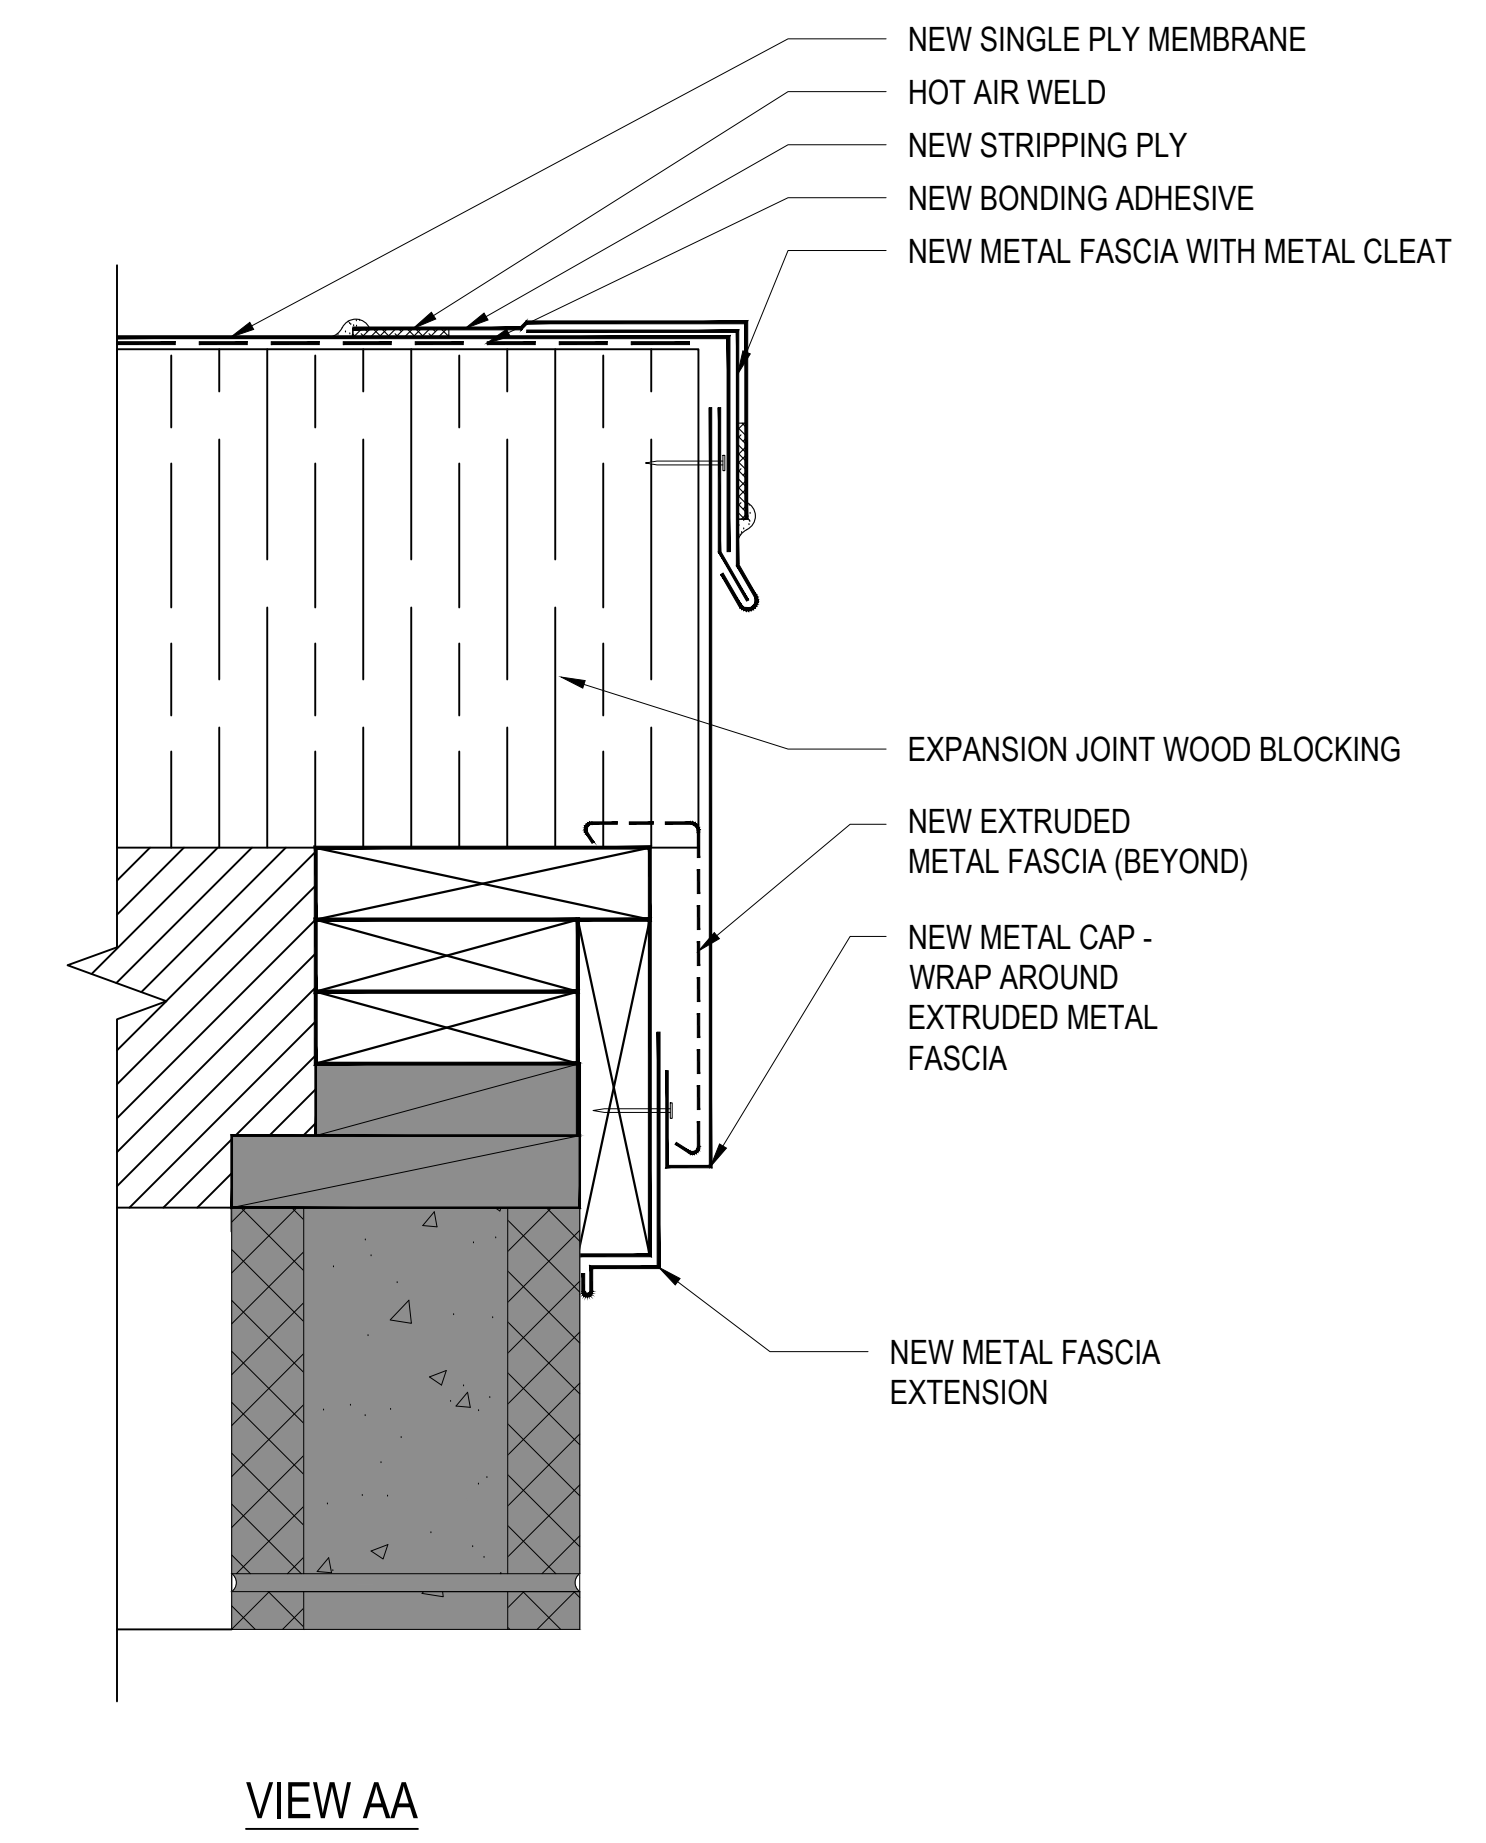 NEW SINGLE PLY MEMBRANE
HOT AIR WELD
NEW STRIPPING PLY
NEW BONDING ADHESIVE
NEW METAL FASCIA WITH METAL CLEAT
EXPANSION JOINT WOOD BLOCKING
NEW EXTRUDED
METAL FASCIA (BEYOND)
NEW METAL CAP -
WRAP AROUND
EXTRUDED METAL
FASCIA
NEW METAL FASCIA
EXTENSION
VIEW AA